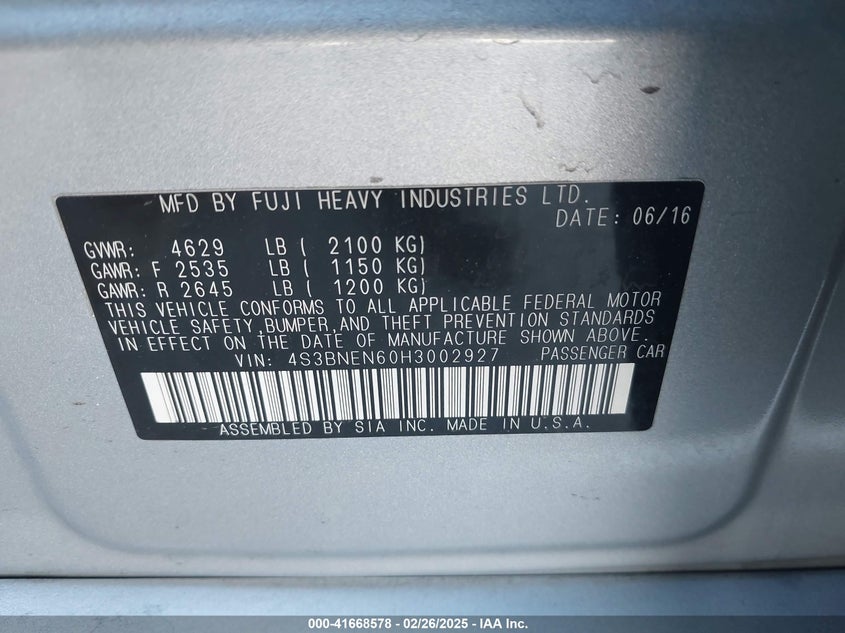 MFD BY FUJI HEAVY INDUSTRIES LTD.
DATE: 06/16
GVWR: 4629 LB ( 2100 KG)
GAWR: F 2535 LB ( 1150 KG)
GAWR: R 2645 LB ( 1200 KG)
THIS VEHICLE CONFORMS TO ALL APPLICABLE FEDERAL MOTOR
VEHICLE SAFETY,BUMPER,AND THEFT PREVENTION STANDARDS
IN EFFECT ON THE DATE OF MANUFACTURE SHOWN ABOVE.
VIN: 4S3BNEN60H3002927 PASSENGER CAR
ASSEMBLED BY SIA INC. MADE IN U.S.A.
000-41668578 - 02/26/2025 - IAA Inc.